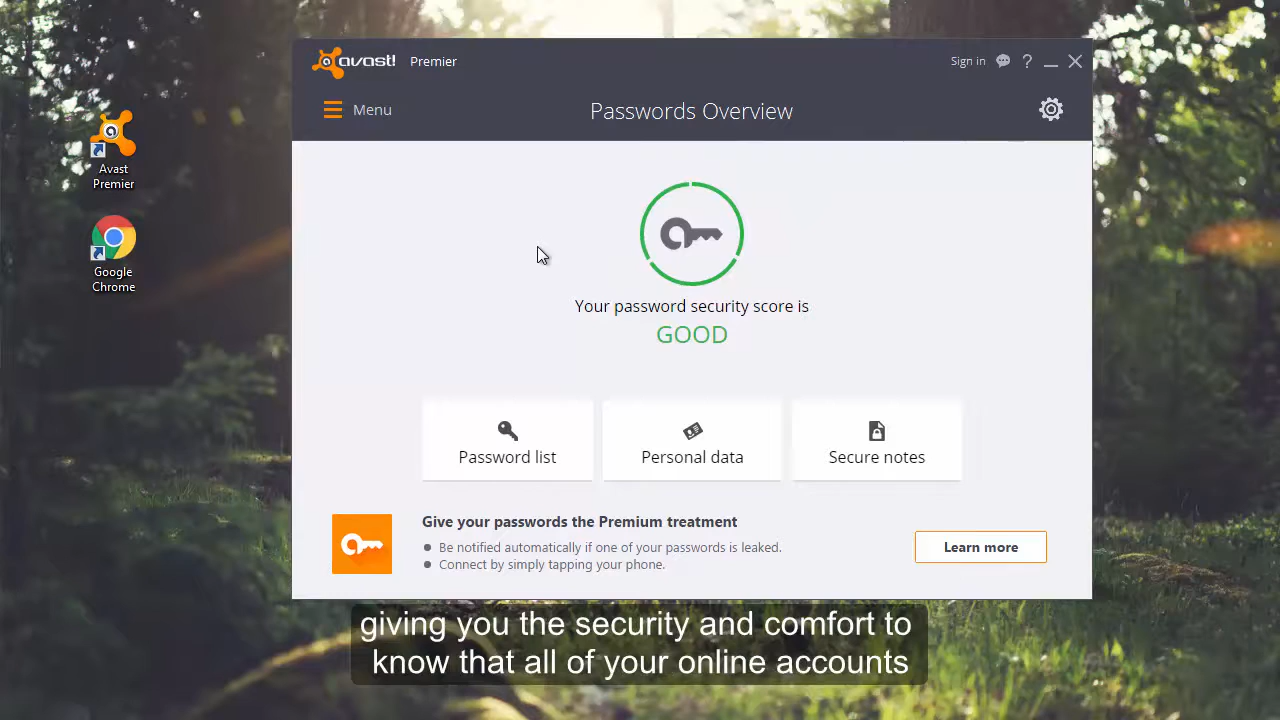 avast! Premier
Sign in
?
Menu
Passwords Overview
Avast
Premier
Google
Chrome
Your password security score is
GOOD
Password list
Personal data
Secure notes
Give your passwords the Premium treatment
Be notified automatically if one of your passwords is leaked.
Connect by simply tapping your phone.
Learn more
giving you the security and comfort to
know that all of your online accounts